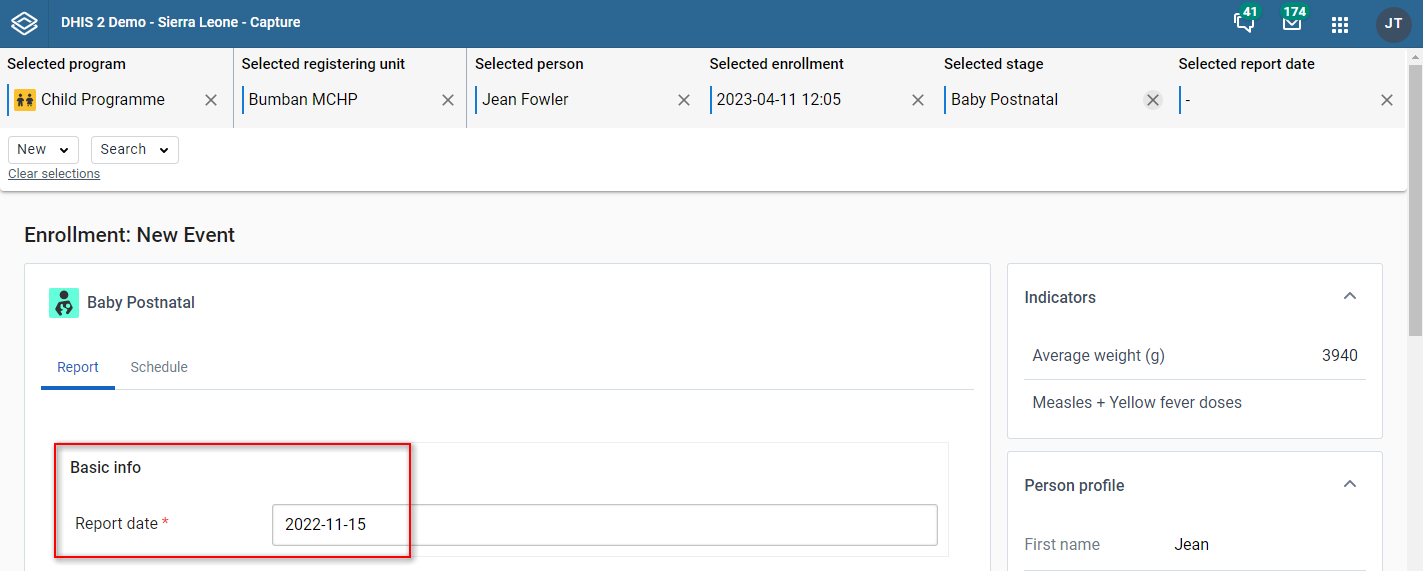 DHIS 2 Demo - Sierra Leone - Capture
41
174
JT
Selected program
Child Programme
Selected registering unit
Bumban MCHP
Selected person
Jean Fowler
Selected enrollment
2023-04-11 12:05
Selected stage
Baby Postnatal
Selected report date
-
New
Search
Clear selections
Enrollment: New Event
Baby Postnatal
Report
Schedule
Basic info
Report date *
2022-11-15
Indicators
Average weight (g)
3940
Measles + Yellow fever doses
Person profile
First name
Jean